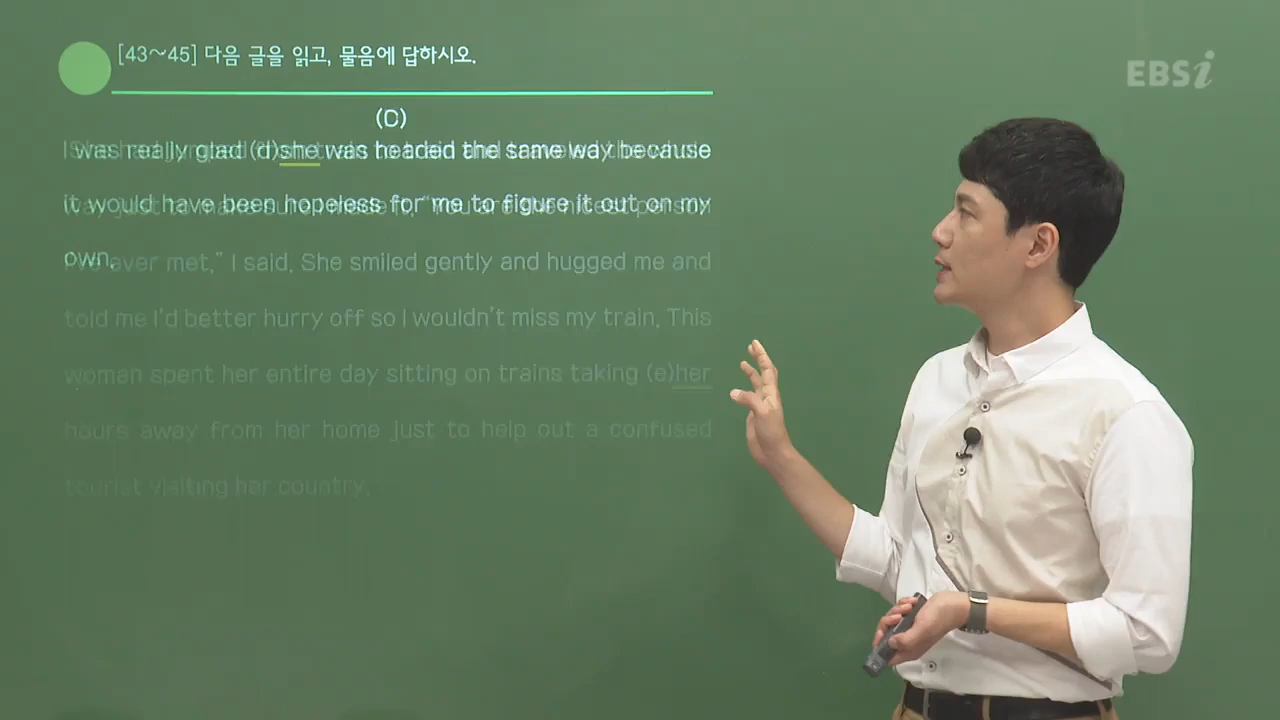 [43～45] 다음 글을 읽고, 물음에 답하시오.
EBSi
(D)
I was really glad (d)she was headed the same way because
it would have been hopeless for me to figure it out on my
own.
ever met,” I said. She smiled gently and hugged me and
told me I'd better hurry off so I wouldn't miss my train. This
woman spent her entire day sitting on trains taking (e)her
hours away from her home just to help out a confused
tourist visiting her country.